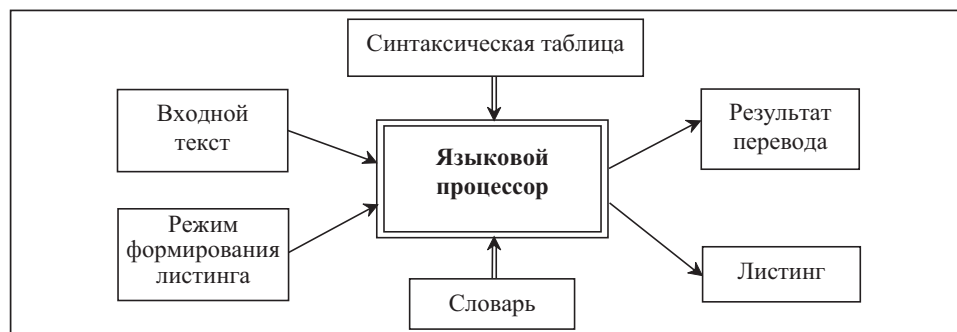 Синтаксическая таблица
Входной
текст
Языковой
процессор
Результат
перевода
Режим
формирования
листинга
Словарь
Листинг